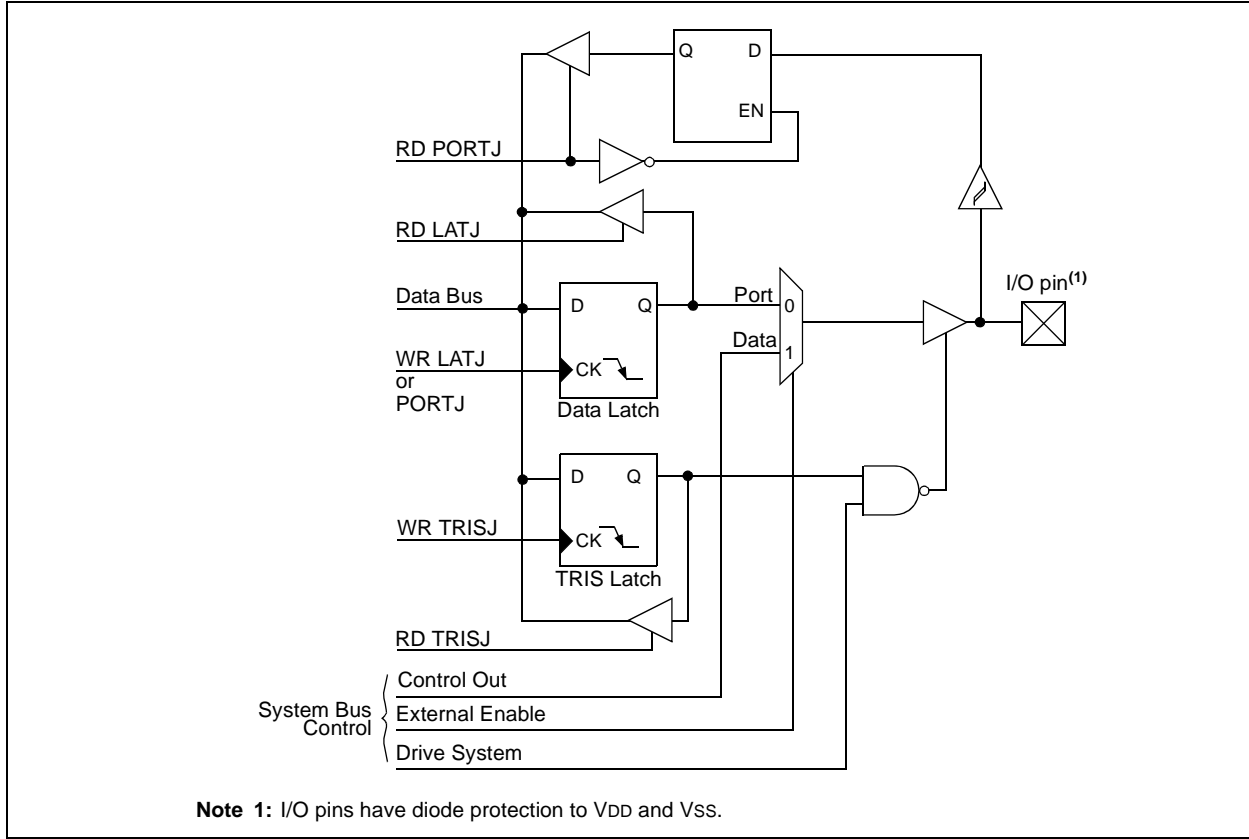 Q
D
EN
RD PORTJ
RD LATJ
I/O pin(1)
Data Bus
D
Q
Port
0
Data
1
WR LATJ
or
PORTJ
CK
Data Latch
D
Q
WR TRISJ
CK
TRIS Latch
RD TRISJ
Control Out
System Bus
Control
External Enable
Drive System
Note 1: I/O pins have diode protection to VDD and VSS.